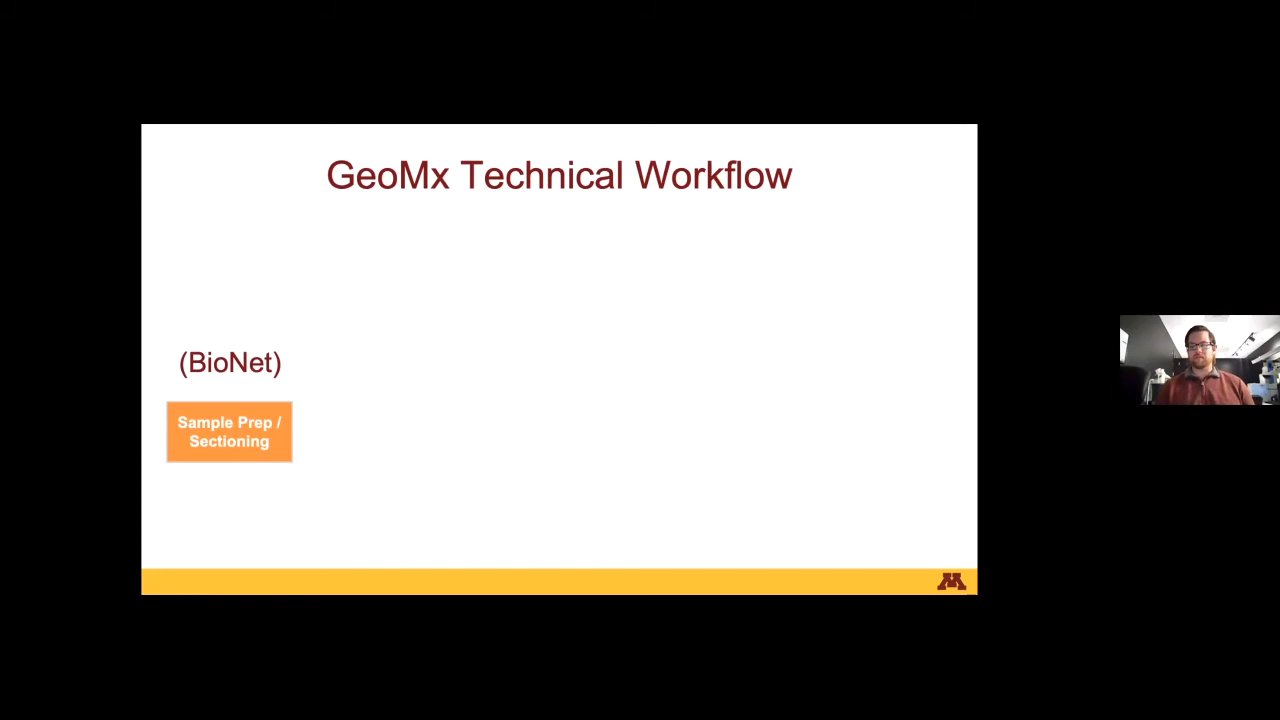 GeoMx Technical Workflow
(BioNet)
Sample Prep /
Sectioning
M